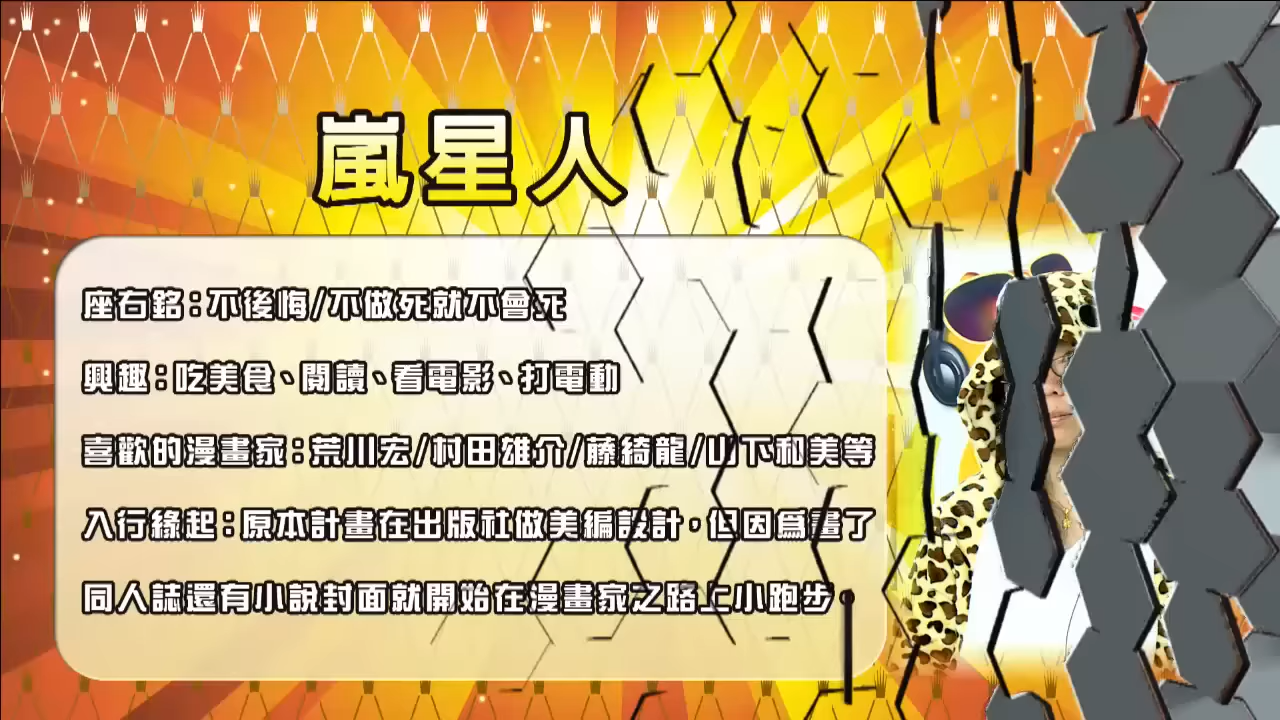 嵐星人
座右銘：不後悔/不做死就不會死
興趣：吃美食、閱讀、看電影、打電動
喜歡的漫畫家：荒川宏/村田雄介/藤綺龍/山下和美等
入行緣起：原本計畫在出版社做美編設計，但因為畫了
同人誌還有小說封面就開始在漫畫家之路上小跑步。